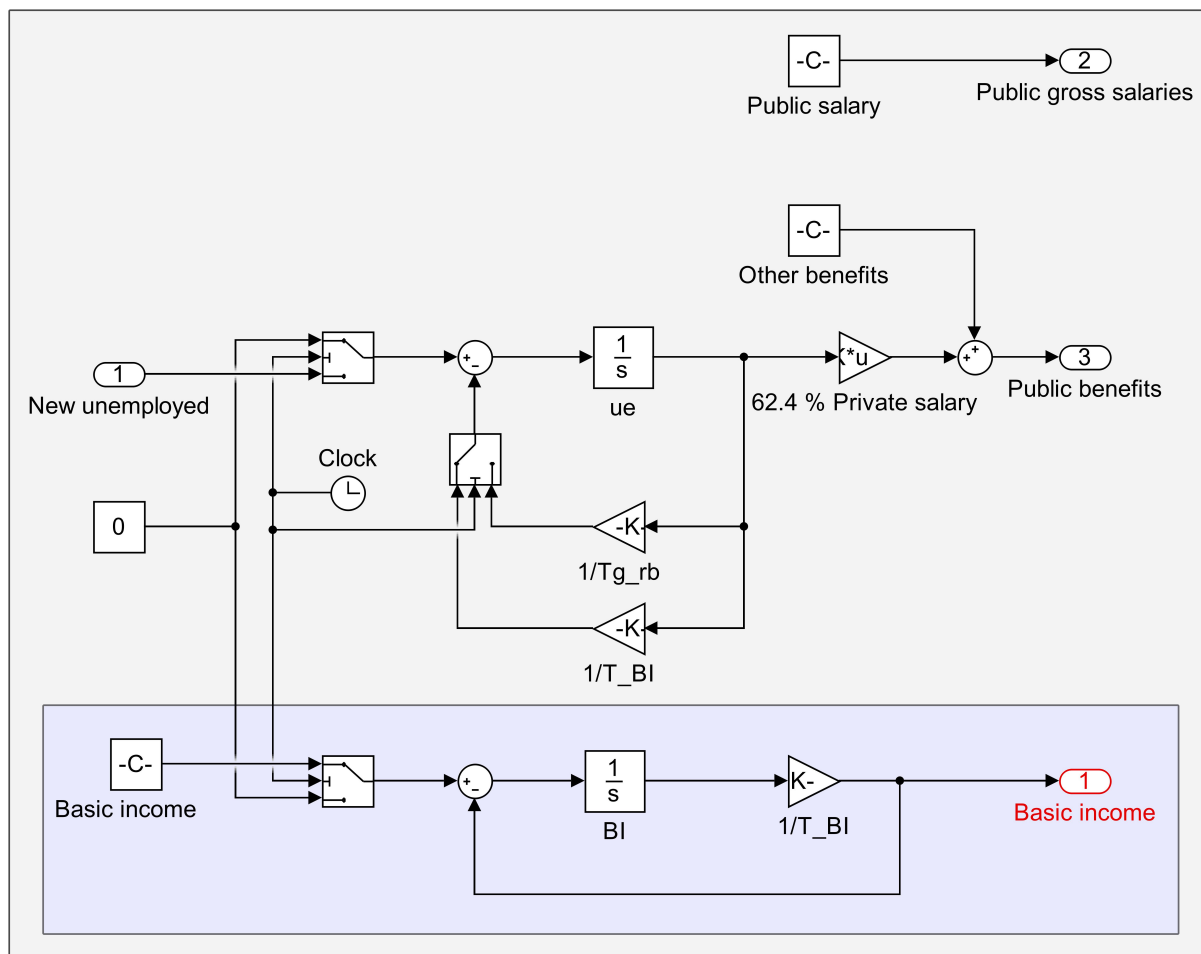 -C-
2
Public salary
Public gross salaries
-C-
Other benefits
1
New unemployed
+
−
1
s
ue
*u
62.4 % Private salary
+
+
3
Public benefits
Clock
0
-K-
1/Tg_rb
-K-
1/T_BI
-C-
Basic income
+
−
1
s
BI
K-
1/T_BI
1
Basic income